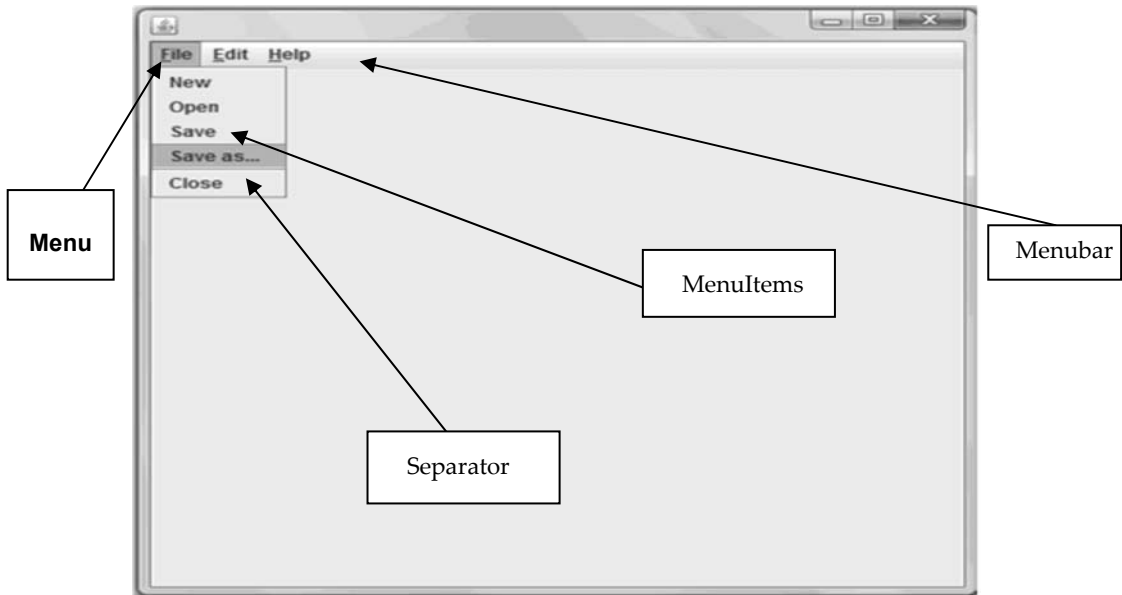 File Edit Help
New
Open
Save
Save as...
Close
Menu
Menubar
MenuItems
Separator